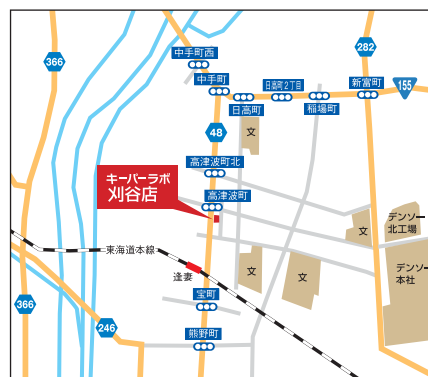 中手町西
282
366
中手町
日高町2丁目
新富町
155
日高町
稲場町
48
文
高津波町北
キーパーラボ
刈谷店
高津波町
文
デンソー
北工場
東海道本線
逢妻
文
文
デンソー
本社
366
宝町
246
熊野町